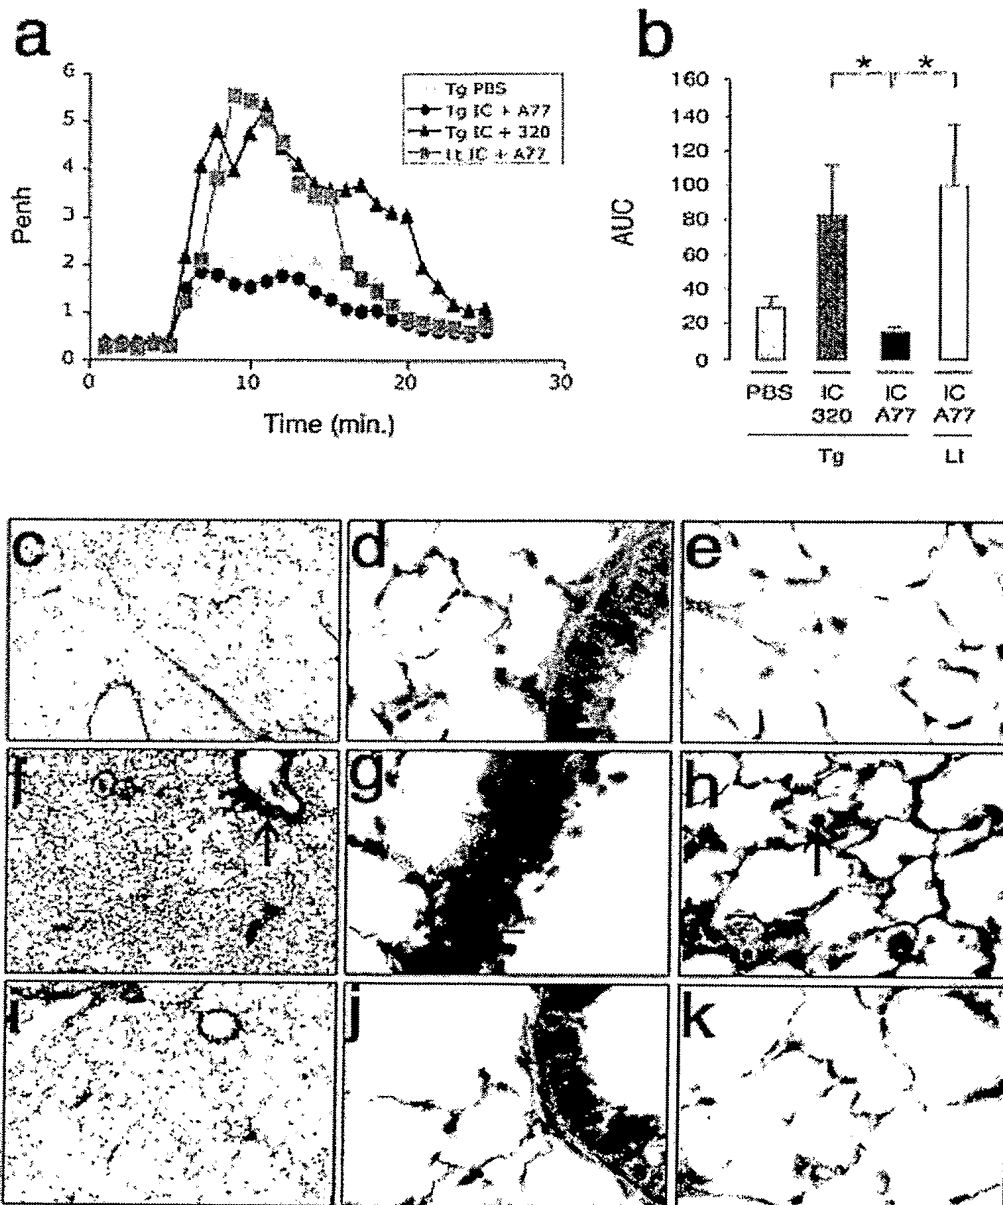 a
6
5
4
3
2
1
0
Penh
0 10 20 30
Time (min.)
Tg PBS
Tg IC + A77
Tg IC + 320
Lt IC + A77
b
* *
160
140
120
100
80
60
40
20
0
AUC
PBS IC 320 IC A77 IC A77
Tg Lt
c d e
f g h
i j k